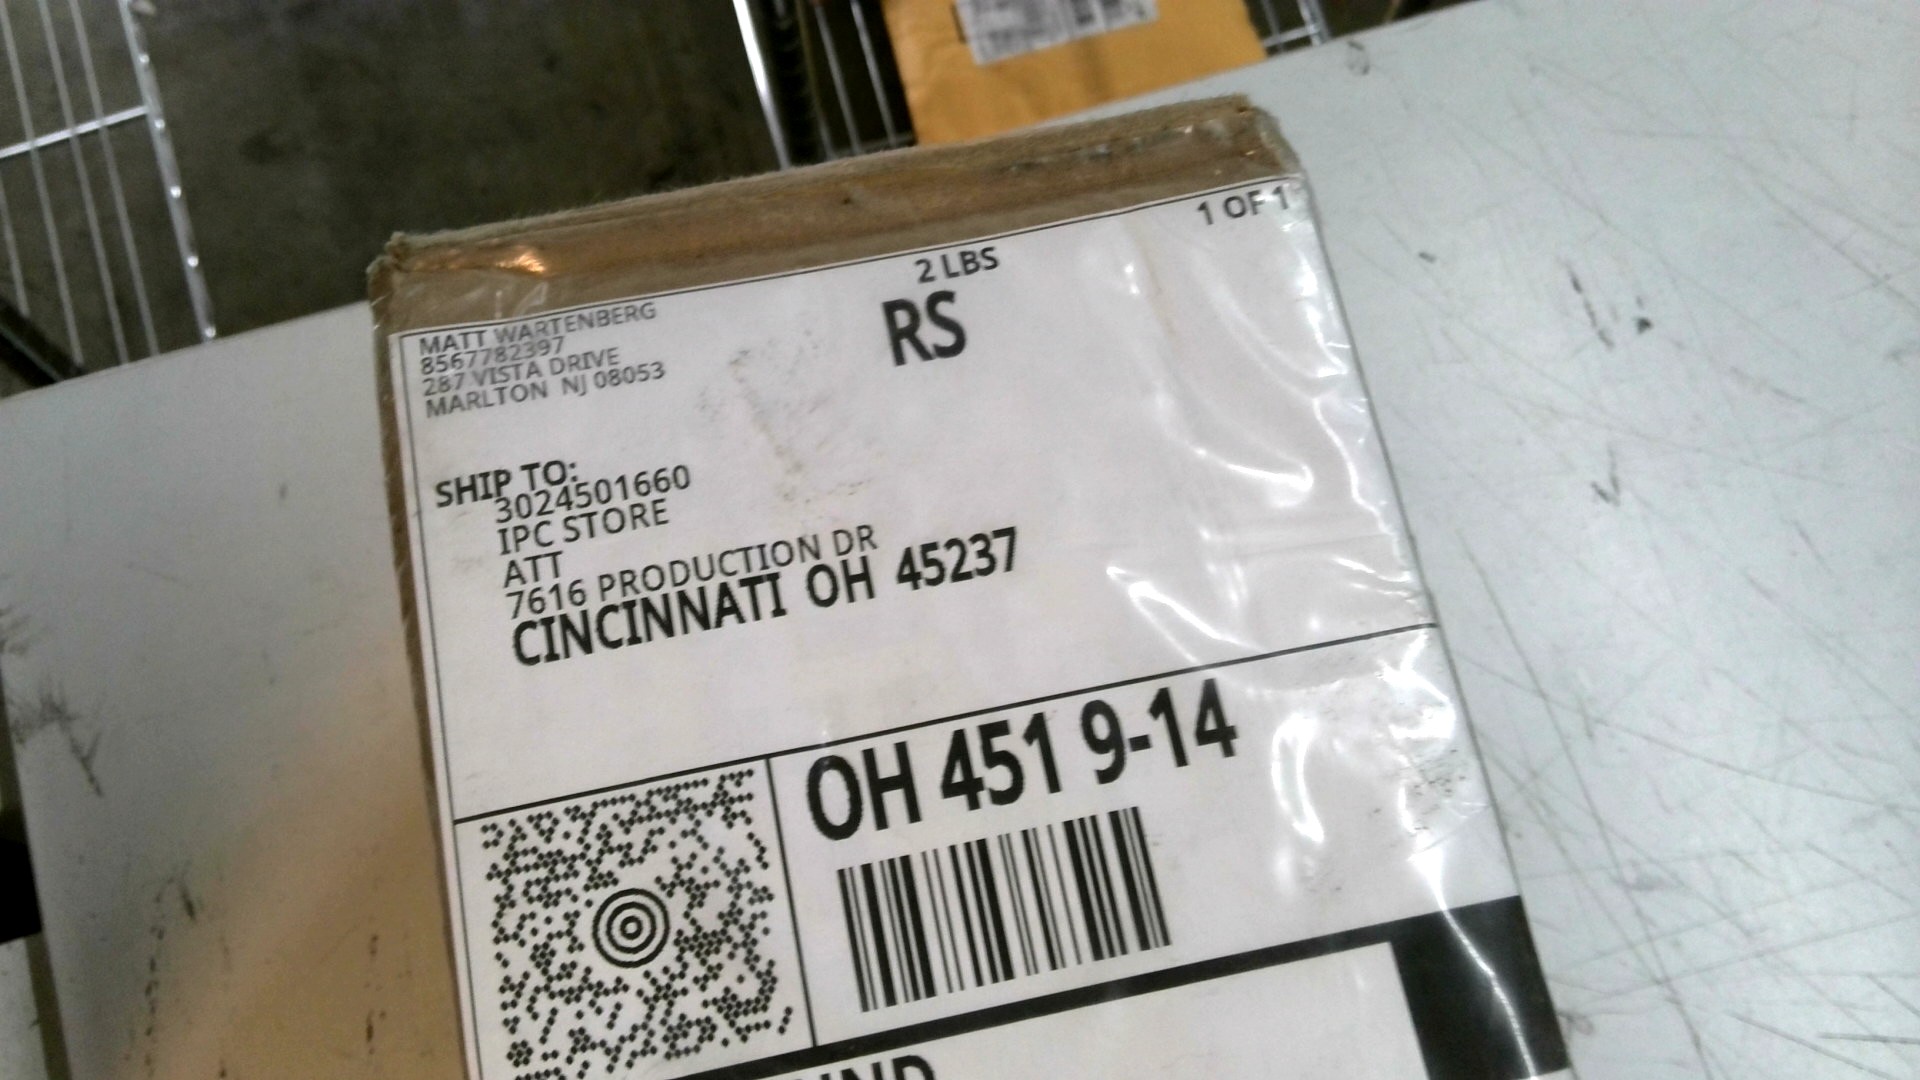 1 OF 1
2 LBS
RS
MATT WARTENBERG
8567782397
287 VISTA DRIVE
MARLTON NJ 08053
SHIP TO:
3024501660
IPC STORE
ATT
7616 PRODUCTION DR
CINCINNATI OH 45237
OH 451 9-14